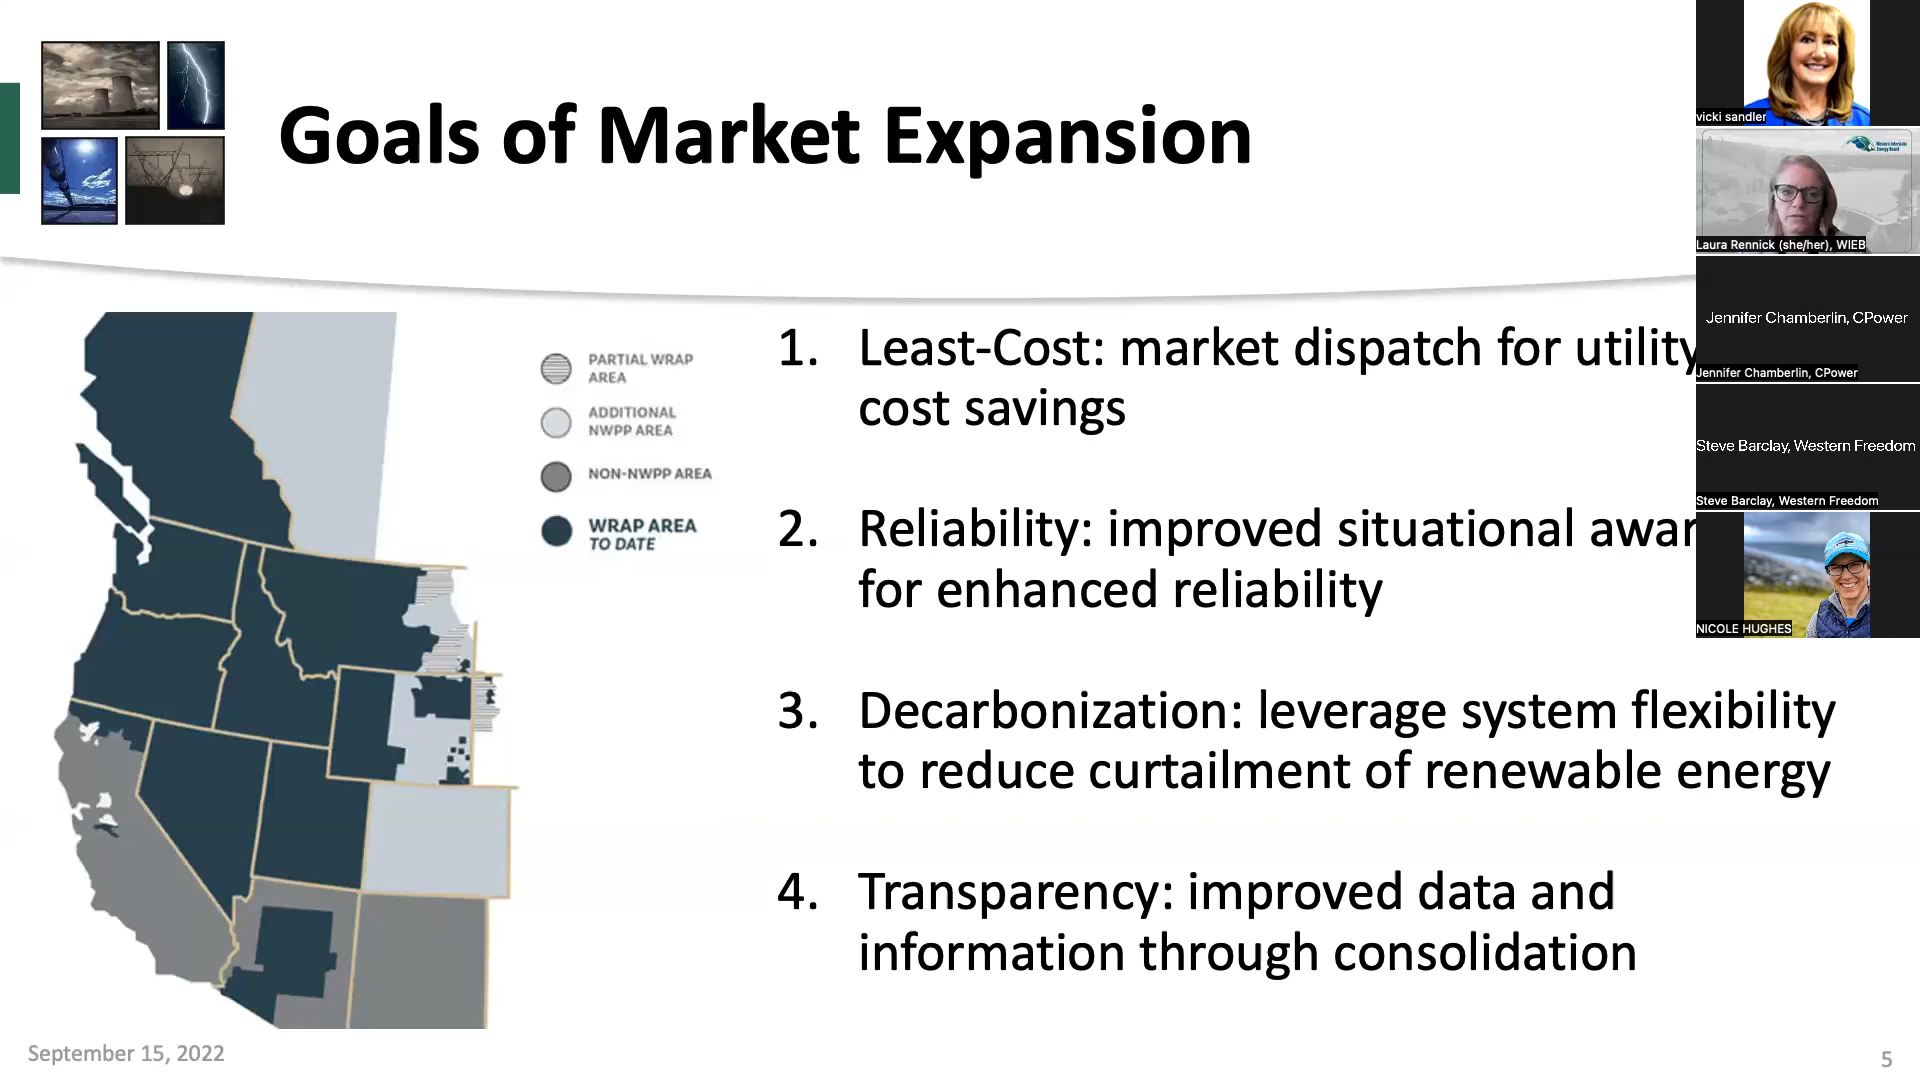 Goals of Market Expansion
PARTIAL WRAP
AREA
ADDITIONAL
NWPP AREA
NON-NWPP AREA
WRAP AREA
TO DATE
1. Least-Cost: market dispatch for utility
cost savings
2. Reliability: improved situational
for enhanced reliability
3. Decarbonization: leverage system flexibility
to reduce curtailment of renewable energy
4. Transparency: improved data and
information through consolidation
September 15, 2022
5
vicki sandler
Western Interstate
Energy Board
Laura Rennick (she/her), WIEB
Jennifer Chamberlin, CPower
Jennifer Chamberlin, CPower
Steve Barclay, Western Freedom
Steve Barclay, Western Freedom
NICOLE HUGHES